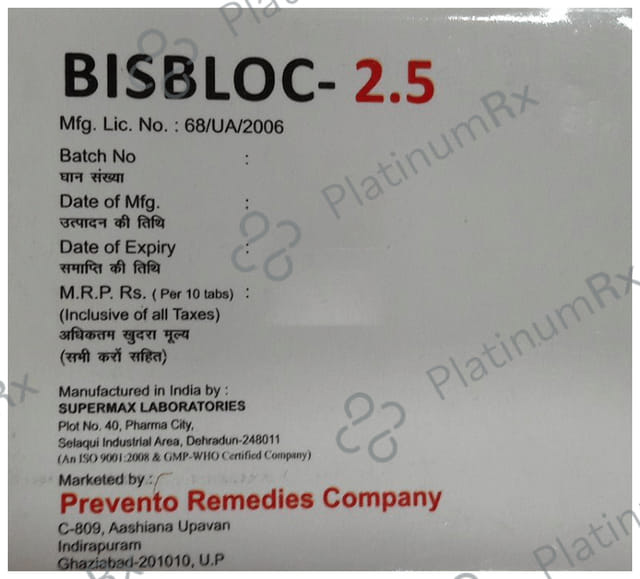 BISBLOC- 2.5
Mfg. Lic. No. : 68/UA/2006
Batch No :
घान संख्या
Date of Mfg. :
उत्पादन की तिथि
Date of Expiry :
समाप्ति की तिथि
M.R.P. Rs. ( Per 10 tabs) :
(Inclusive of all Taxes)
अधिकतम खुदरा मूल्य
(सभी करों सहित)
Manufactured in India by :
SUPERMAX LABORATORIES
Plot No. 40, Pharma City,
Selaqui Industrial Area, Dehradun-248011
(An ISO 9001:2008 & GMP-WHO Certified Company)
Marketed by :
Prevento Remedies Company
C-809, Aashiana Upavan
Indirapuram
Ghaziabad-201010, U.P
PlatinumRx
PlatinumRx